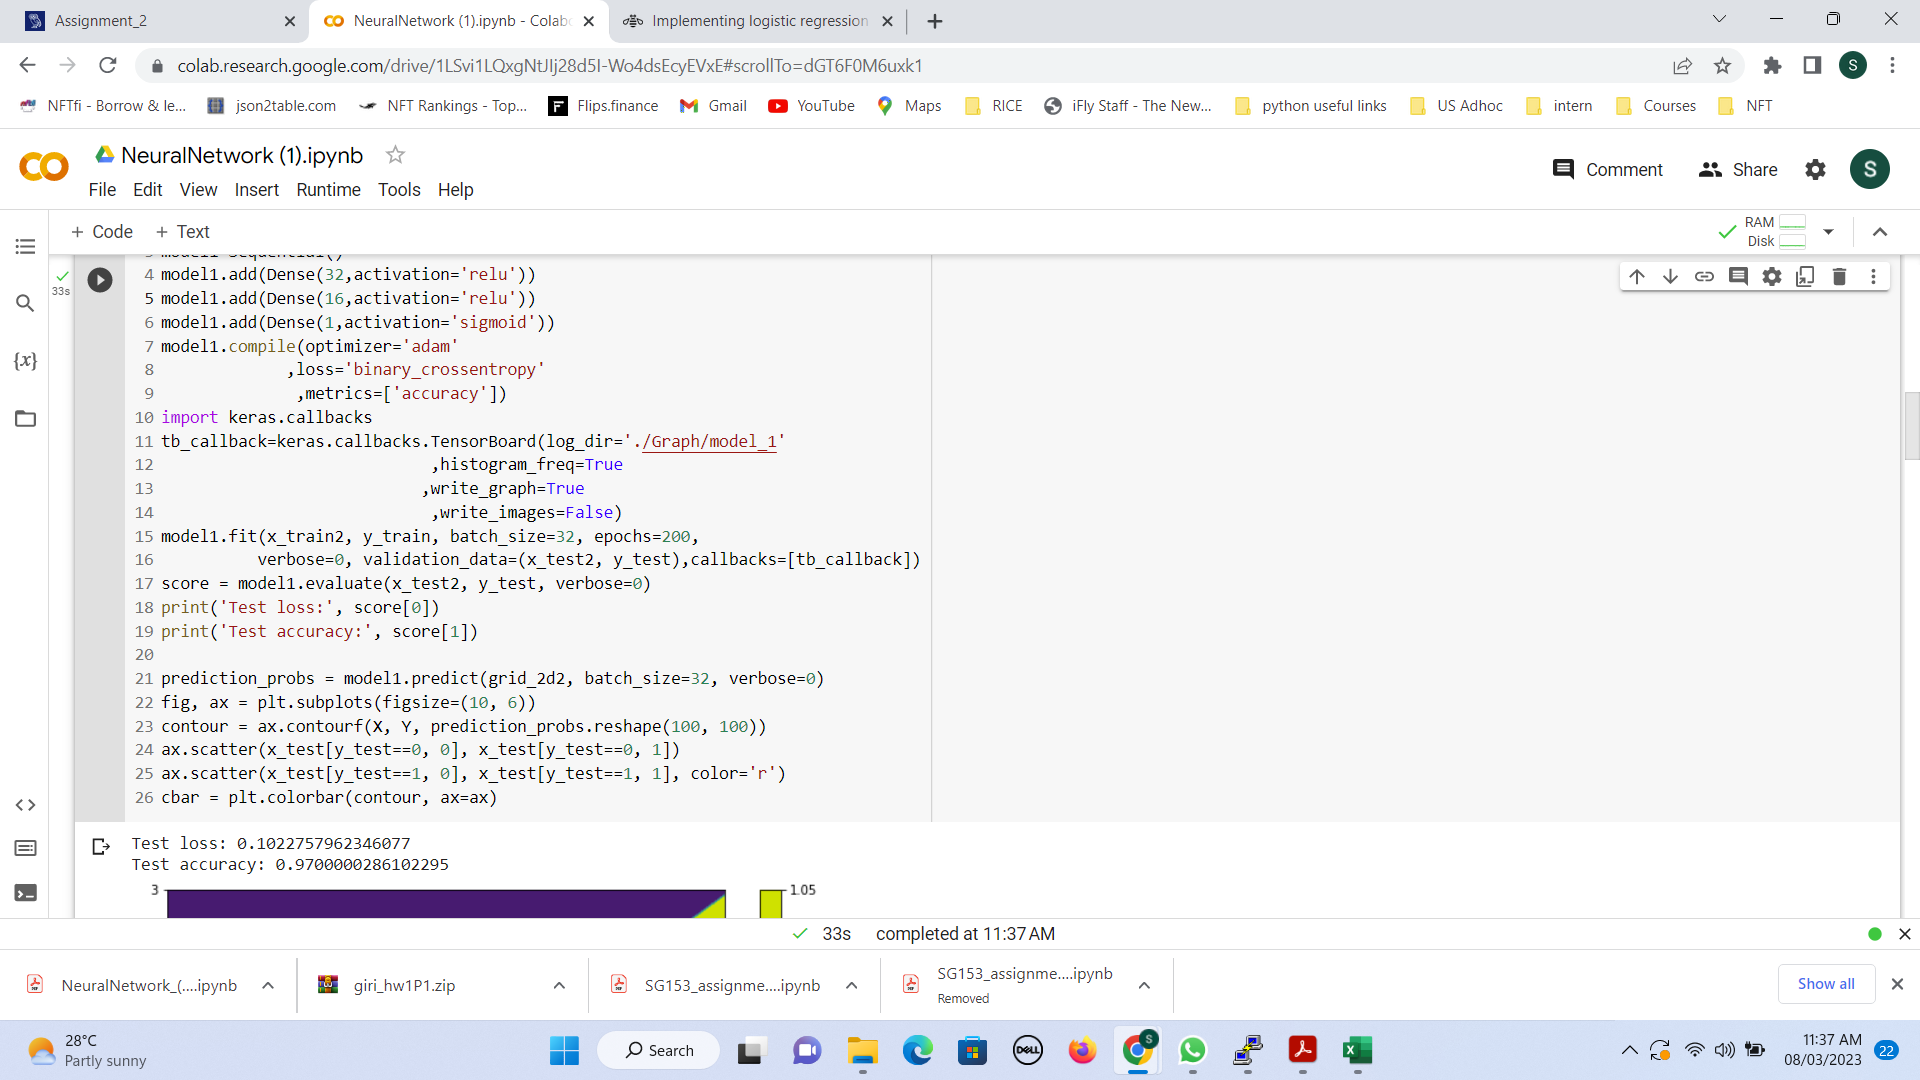 Assignment_2
NeuralNetwork (1).ipynb - Colab
Implementing logistic regression
colab.research.google.com/drive/1LSvi1LQxgNtJIj28d5I-Wo4dsEcyEVxE#scrollTo=dGT6F0M6uxk1
S
NFTfi - Borrow & le...
json2table.com
NFT Rankings - Top...
Flips.finance
Gmail
YouTube
Maps
RICE
iFly Staff - The New...
python useful links
US Adhoc
intern
Courses
NFT
NeuralNetwork (1).ipynb
File Edit View Insert Runtime Tools Help
Comment
Share
S
+ Code + Text
RAM
Disk
33s
4 model1.add(Dense(32,activation='relu'))
5 model1.add(Dense(16,activation='relu'))
6 model1.add(Dense(1,activation='sigmoid'))
7 model1.compile(optimizer='adam'
8 ,loss='binary_crossentropy'
9 ,metrics=['accuracy'])
10 import keras.callbacks
11 tb_callback=keras.callbacks.TensorBoard(log_dir='./Graph/model_1'
12 ,histogram_freq=True
13 ,write_graph=True
14 ,write_images=False)
15 model1.fit(x_train2, y_train, batch_size=32, epochs=200,
16 verbose=0, validation_data=(x_test2, y_test),callbacks=[tb_callback])
17 score = model1.evaluate(x_test2, y_test, verbose=0)
18 print('Test loss:', score[0])
19 print('Test accuracy:', score[1])
20
21 prediction_probs = model1.predict(grid_2d2, batch_size=32, verbose=0)
22 fig, ax = plt.subplots(figsize=(10, 6))
23 contour = ax.contourf(X, Y, prediction_probs.reshape(100, 100))
24 ax.scatter(x_test[y_test==0, 0], x_test[y_test==0, 1])
25 ax.scatter(x_test[y_test==1, 0], x_test[y_test==1, 1], color='r')
26 cbar = plt.colorbar(contour, ax=ax)
{x}
Test loss: 0.1022757962346077
Test accuracy: 0.9700000286102295
3
1.05
33s completed at 11:37 AM
NeuralNetwork_(....ipynb
giri_hw1P1.zip
SG153_assignme....ipynb
SG153_assignme....ipynb
Removed
Show all
28°C
Partly sunny
Search
DELL
S
11:37 AM
08/03/2023
22